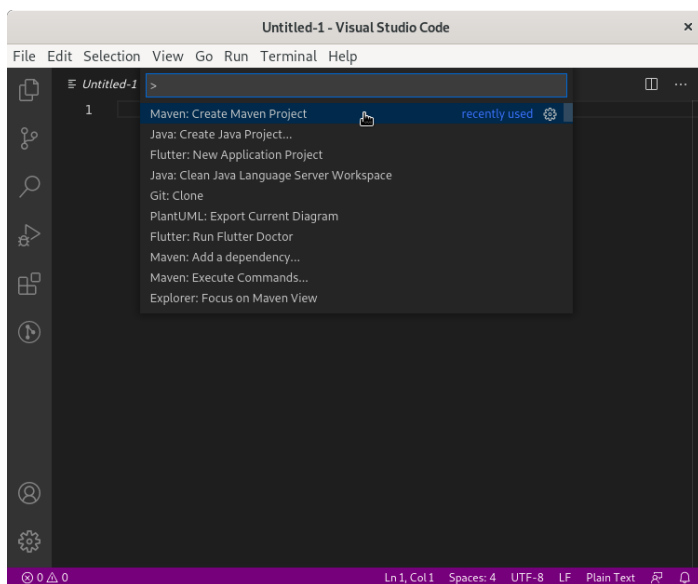 Untitled-1 - Visual Studio Code
File Edit Selection View Go Run Terminal Help
Untitled-1
>
1
Maven: Create Maven Project recently used
Java: Create Java Project...
Flutter: New Application Project
Java: Clean Java Language Server Workspace
Git: Clone
PlantUML: Export Current Diagram
Flutter: Run Flutter Doctor
Maven: Add a dependency...
Maven: Execute Commands...
Explorer: Focus on Maven View
0 0 Ln 1, Col 1 Spaces: 4 UTF-8 LF Plain Text